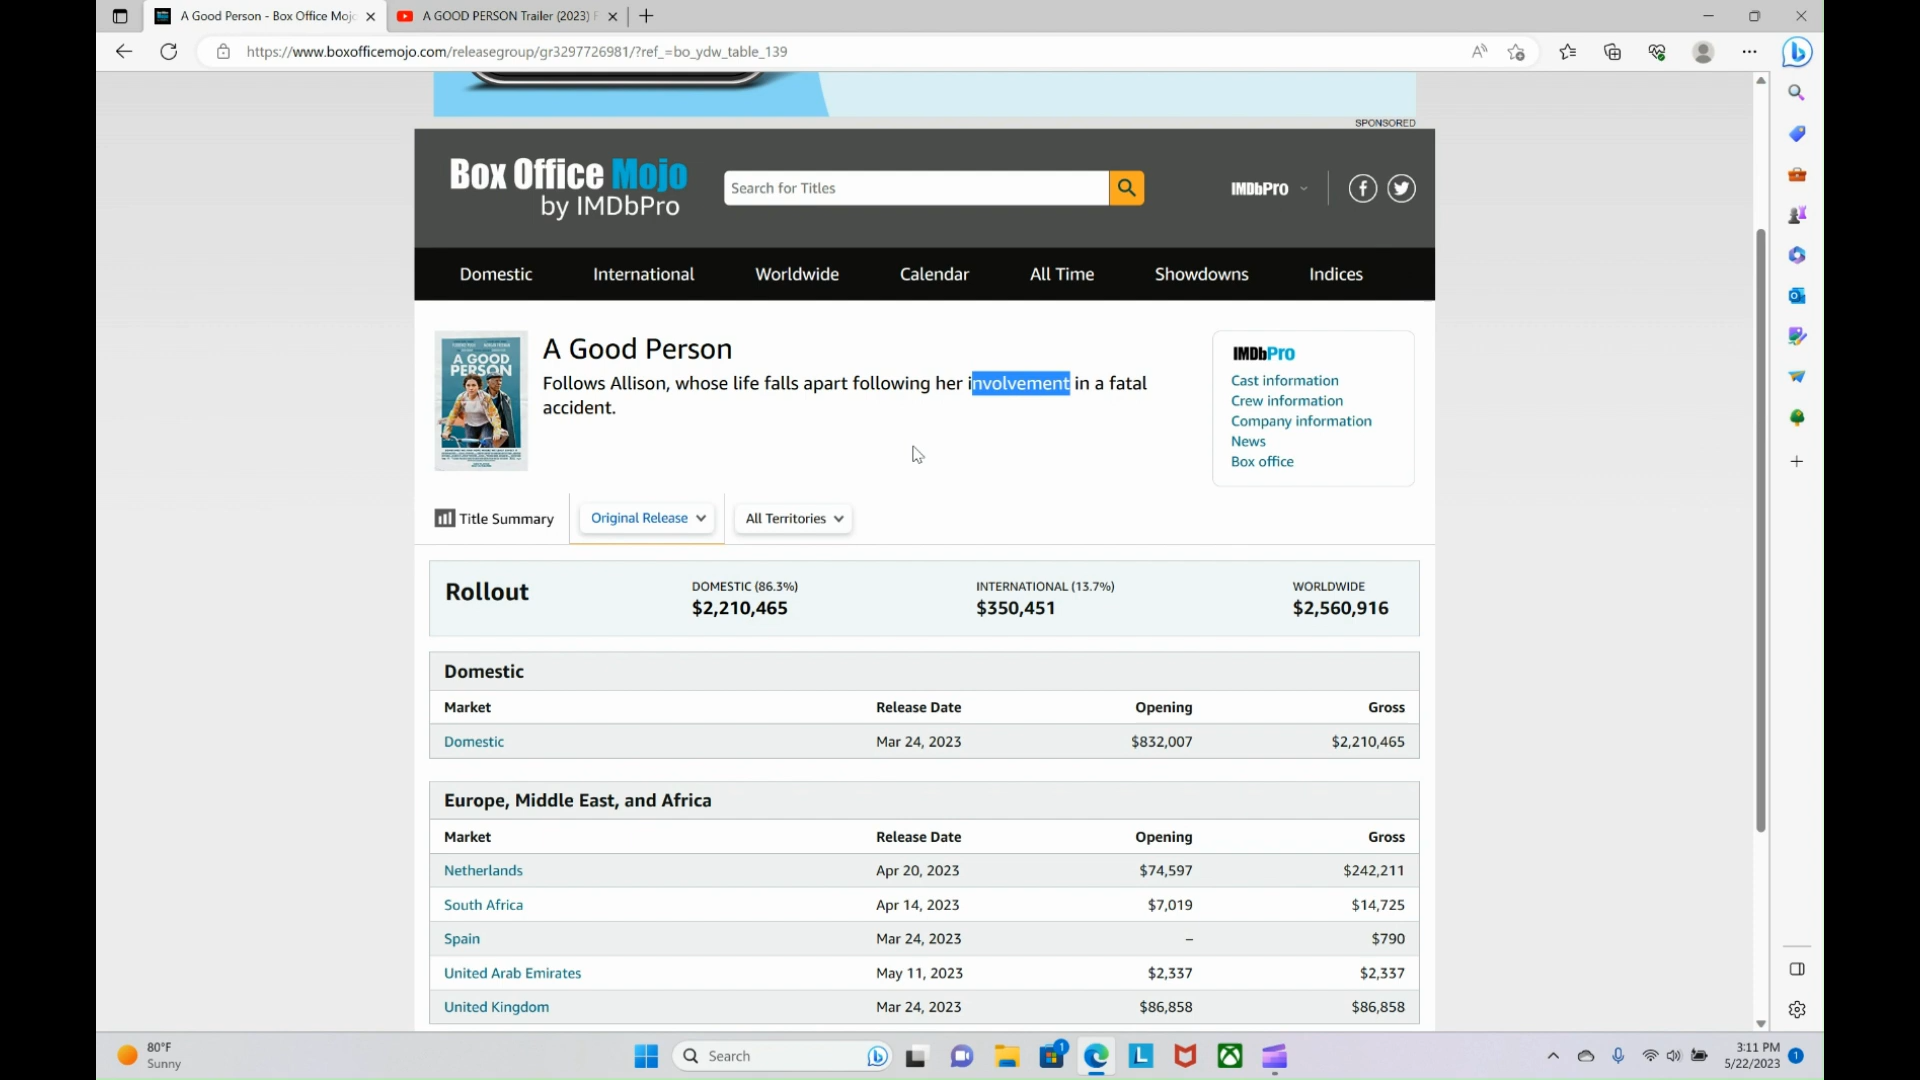 A Good Person - Box Office Mojo
A GOOD PERSON Trailer (2023) F
https://www.boxofficemojo.com/releasegroup/gr3297726981/?ref_=bo_ydw_table_139
SPONSORED
Box Office Mojo
by IMDbPro
Search for Titles
IMDbPro
Domestic International Worldwide Calendar All Time Showdowns Indices
A GOOD
PERSON
A Good Person
Follows Allison, whose life falls apart following her involvement in a fatal
accident.
IMDbPro
Cast information
Crew information
Company information
News
Box office
Title Summary Original Release All Territories
Rollout
DOMESTIC (86.3%)
$2,210,465
INTERNATIONAL (13.7%)
$350,451
WORLDWIDE
$2,560,916
Domestic
Market Release Date Opening Gross
Domestic Mar 24, 2023 $832,007 $2,210,465
Europe, Middle East, and Africa
Market Release Date Opening Gross
Netherlands Apr 20, 2023 $74,597 $242,211
South Africa Apr 14, 2023 $7,019 $14,725
Spain Mar 24, 2023 – $790
United Arab Emirates May 11, 2023 $2,337 $2,337
United Kingdom Mar 24, 2023 $86,858 $86,858
80°F
Sunny
Search
3:11 PM
5/22/2023